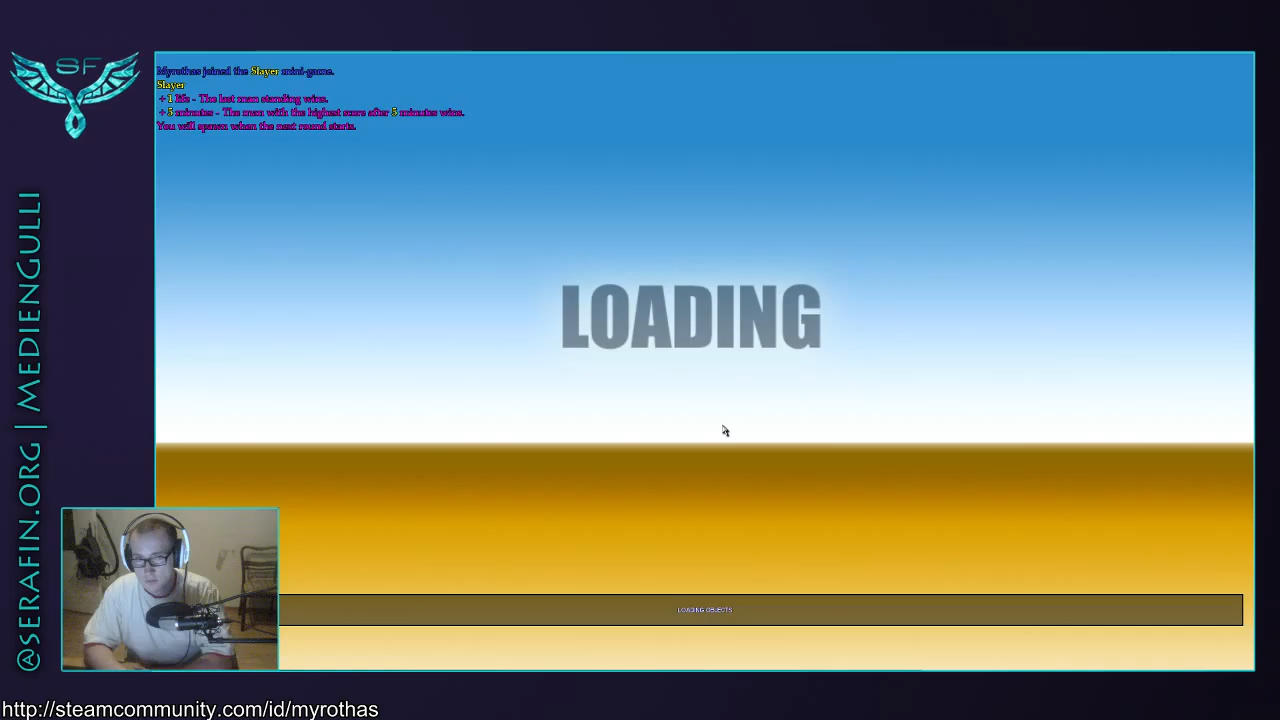 SF
@SERAFIN.ORG | MEDIENGULLI
Myrothas joined the Slayer mini-game.
Slayer
+ 1 life - The last man standing wins.
+ 5 minutes - The man with the highest score after 5 minutes wins.
You will spawn when the next round starts.
LOADING
LOADING OBJECTS
http://steamcommunity.com/id/myrothas